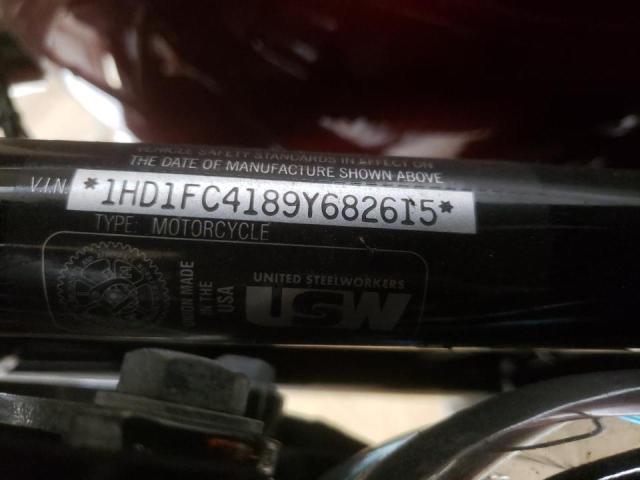 VEHICLE SAFETY STANDARDS IN EFFECT ON
THE DATE OF MANUFACTURE SHOWN ABOVE
V.I.N. *1HD1FC4189Y682615*
TYPE: MOTORCYCLE
UNION MADE
IN THE
USA
UNITED STEELWORKERS
USW